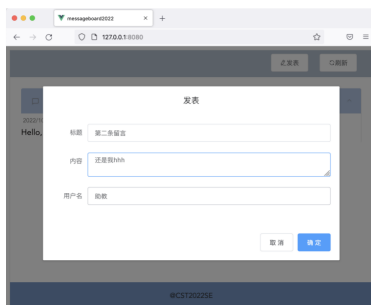 messageboard2022
127.0.0.1:8080
发表
刷新
发表
2022/1
Hello,
标题
第二条留言
内容
还是我hhh
用户名
助教
取消
确定
©CST2022SE